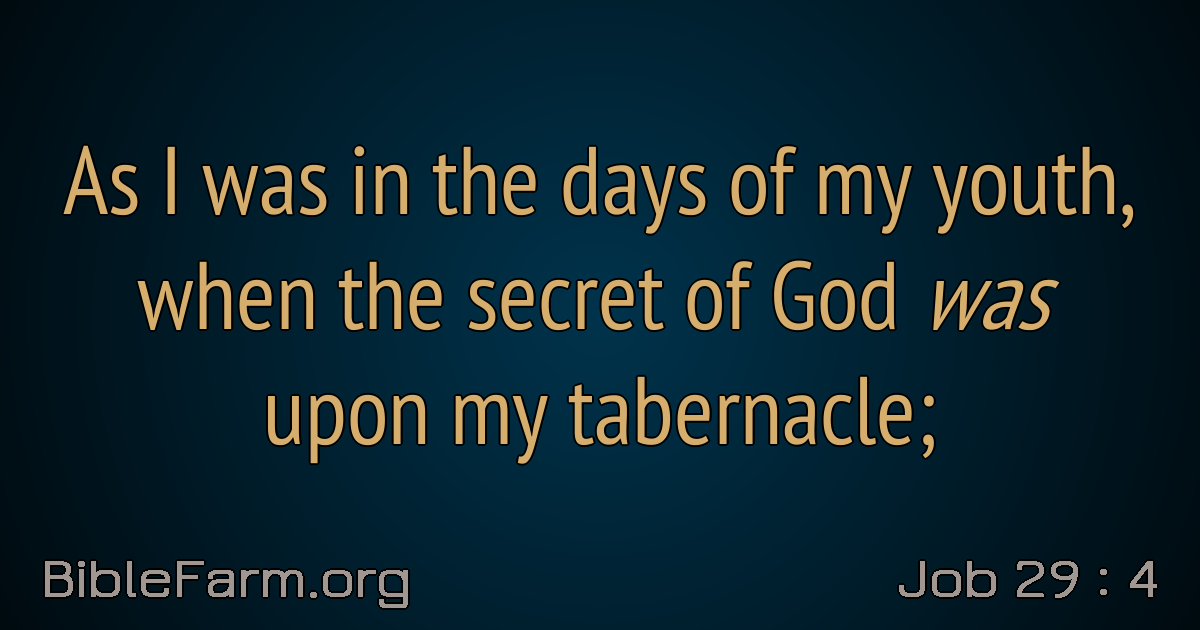 As I was in the days of my youth,
when the secret of God was
upon my tabernacle;
BibleFarm.org
Job 29 : 4